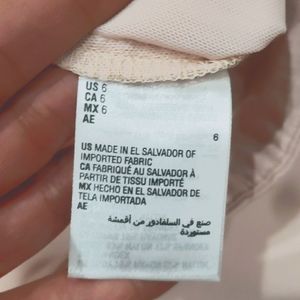 US 6
CA 6
MX 6
AE
6
US MADE IN EL SALVADOR OF
IMPORTED FABRIC
CA FABRIQUÉ AU SALVADOR À
PARTIR DE TISSU IMPORTÉ
MX HECHO EN EL SALVADOR DE
TELA IMPORTADA
AE
صنع في السلفادور من أقمشة
مستوردة